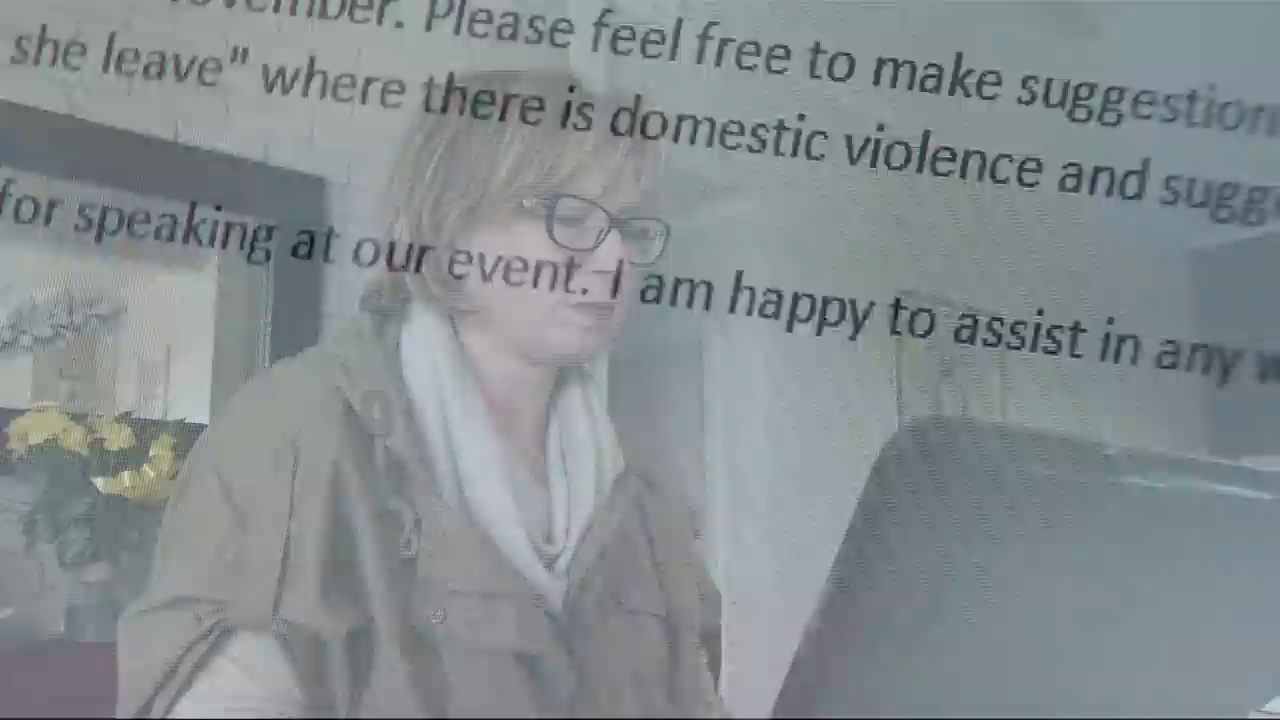 November. Please feel free to make suggestion
she leave" where there is domestic violence and sugg
for speaking at our event. I am happy to assist in any w